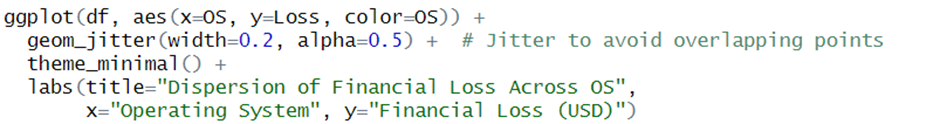 ggplot(df, aes(x=OS, y=Loss, color=OS)) +
  geom_jitter(width=0.2, alpha=0.5) +  # Jitter to avoid overlapping points
  theme_minimal() +
  labs(title="Dispersion of Financial Loss Across OS",
       x="Operating System", y="Financial Loss (USD)")